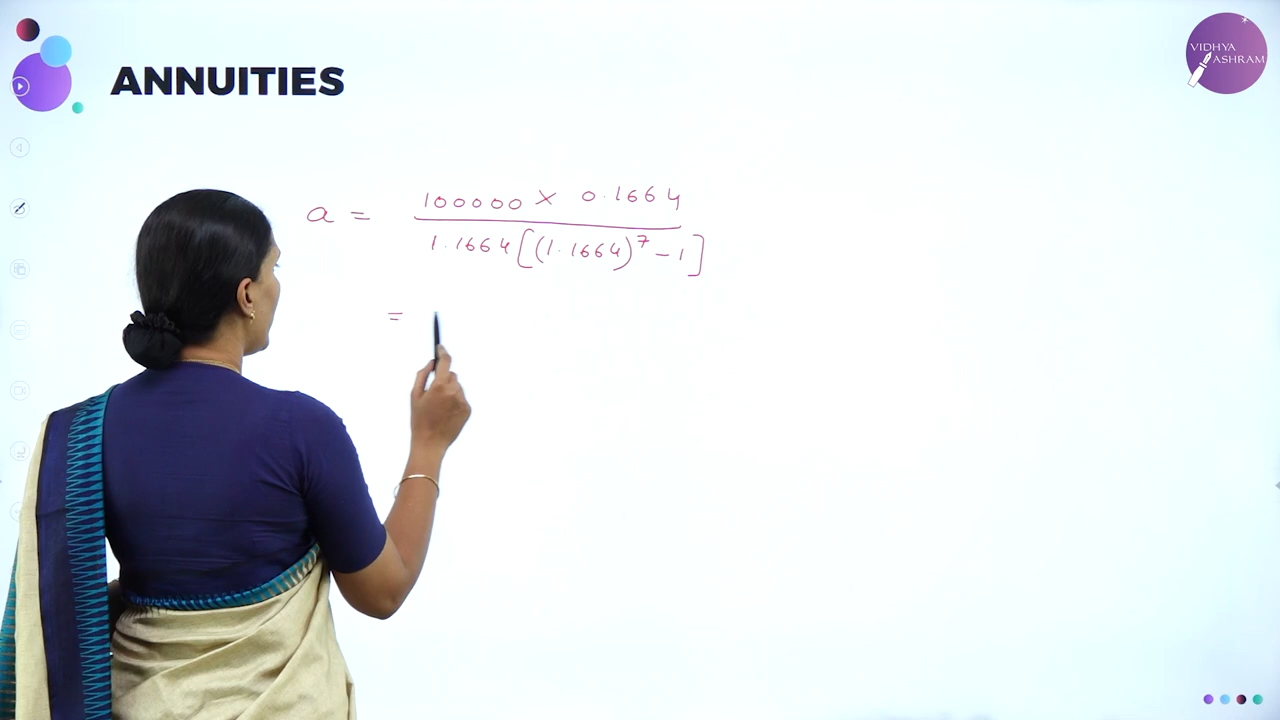 VIDHYA
ASHRAM
ANNUITIES
a = 100000 × 0.1664
1.1664[(1.1664)^7 - 1]
=